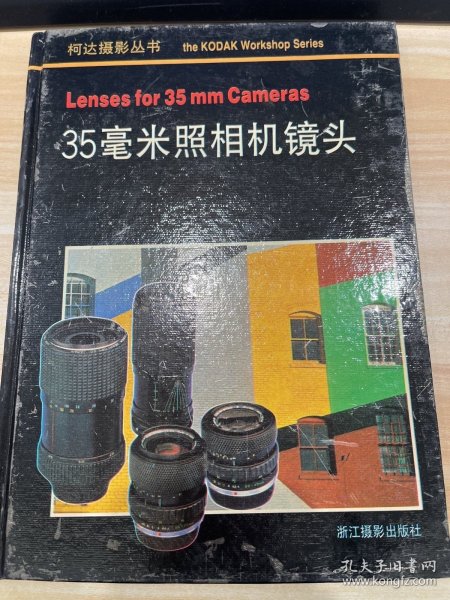 柯达摄影丛书 the KODAK Workshop Series
Lenses for 35 mm Cameras
35毫米照相机镜头
浙江摄影出版社
孔夫子旧书网
www.kongfz.com